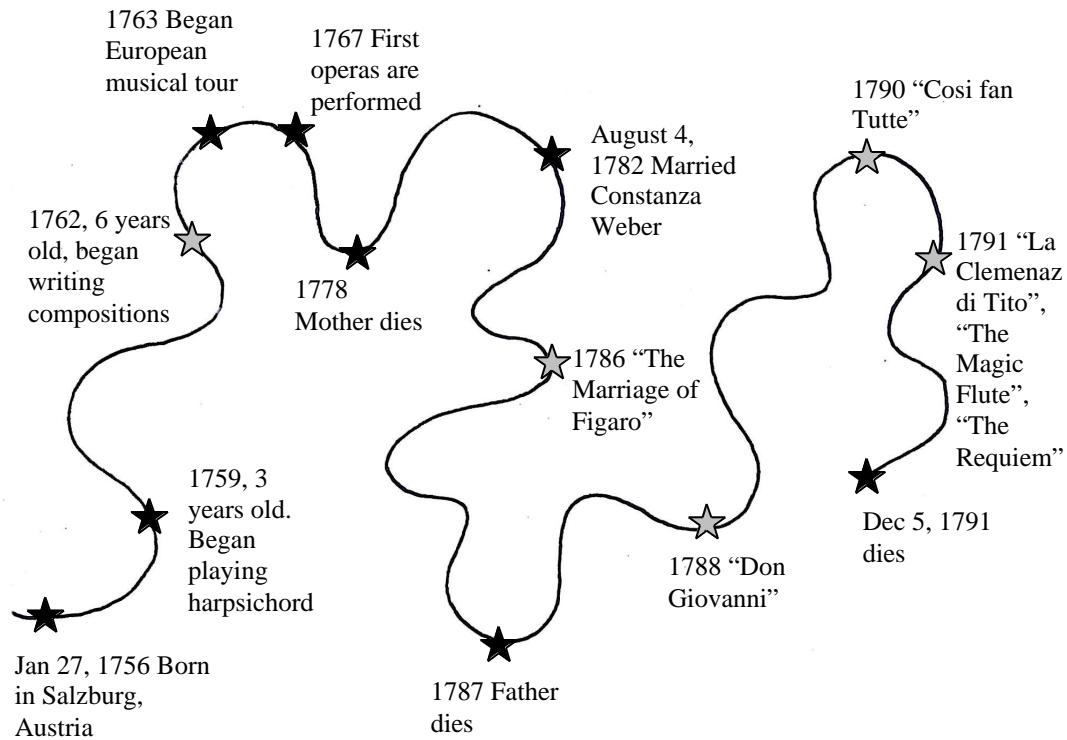 Jan 27, 1756 Born
in Salzburg,
Austria
1759, 3
years old.
Began
playing
harpsichord
1762, 6 years
old, began
writing
compositions
1763 Began
European
musical tour
1767 First
operas are
performed
1778
Mother dies
August 4,
1782 Married
Constanza
Weber
1786 “The
Marriage of
Figaro”
1787 Father
dies
1788 “Don
Giovanni”
1790 “Cosi fan
Tutte”
1791 “La
Clemenaz
di Tito”,
“The
Magic
Flute”,
“The
Requiem”
Dec 5, 1791
dies